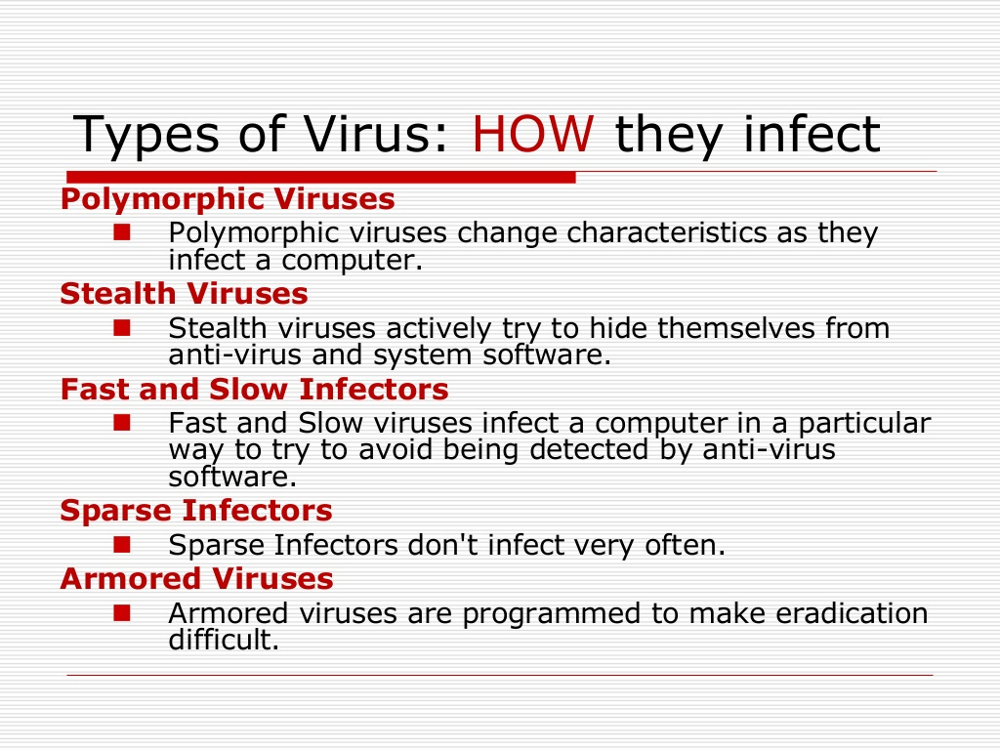 Types of Virus: HOW they infect
Polymorphic Viruses
Polymorphic viruses change characteristics as they
infect a computer.
Stealth Viruses
Stealth viruses actively try to hide themselves from
anti-virus and system software.
Fast and Slow Infectors
Fast and Slow viruses infect a computer in a particular
way to try to avoid being detected by anti-virus
software.
Sparse Infectors
Sparse Infectors don't infect very often.
Armored Viruses
Armored viruses are programmed to make eradication
difficult.